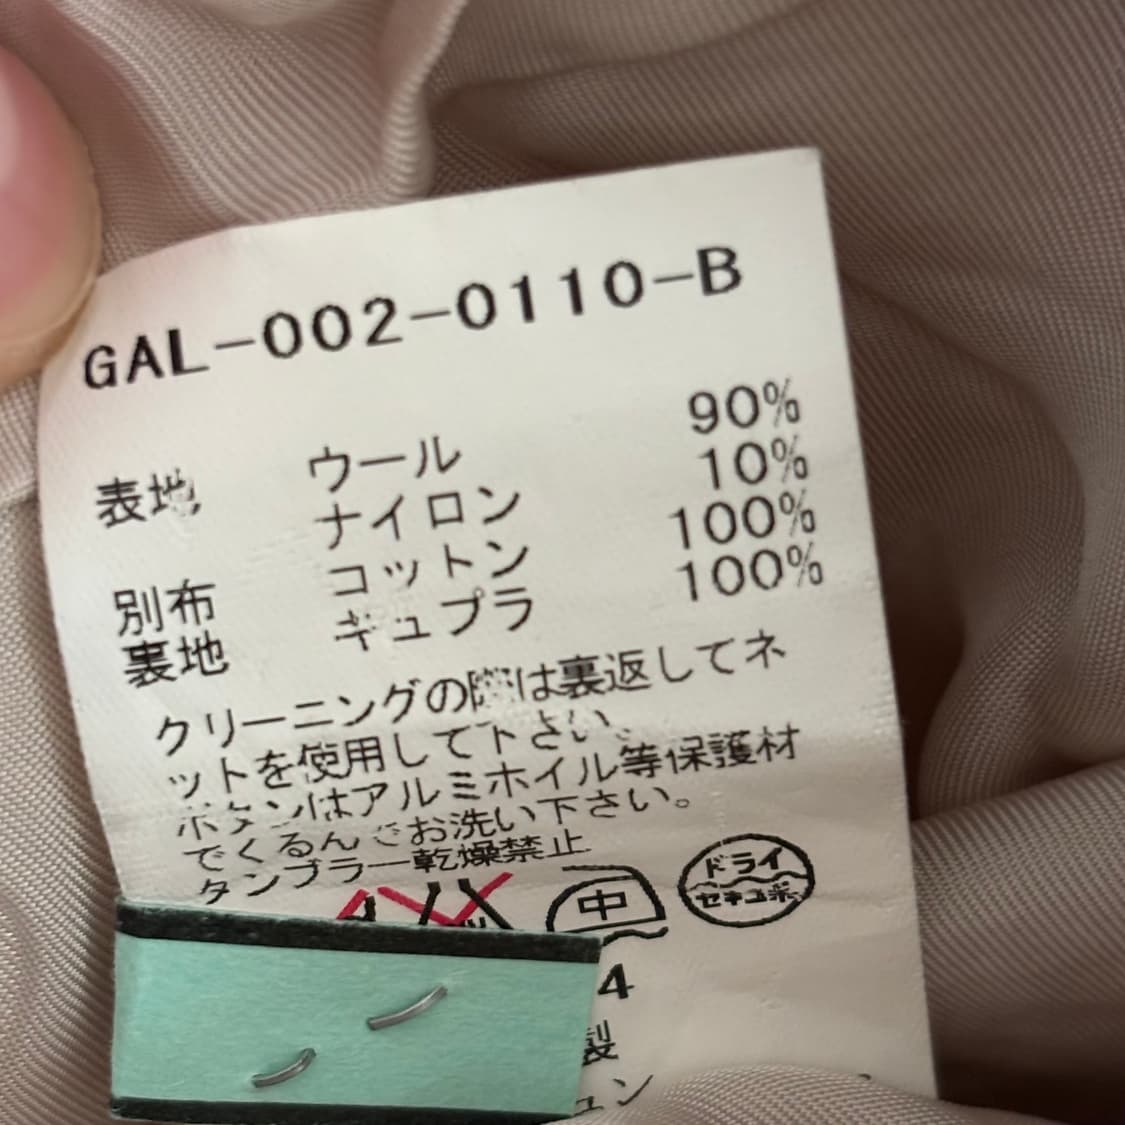 GAL-002-0110-B
表地 ウール 90%
ナイロン 10%
別布 コットン 100%
裏地 キュプラ 100%
クリーニングの際は裏返してネ
ットを使用して下さい。
ボタンはアルミホイル等保護材
でくるんでお洗い下さい。
タンブラー乾燥禁止
中
ドライ
セキユ系
4
製
ョン